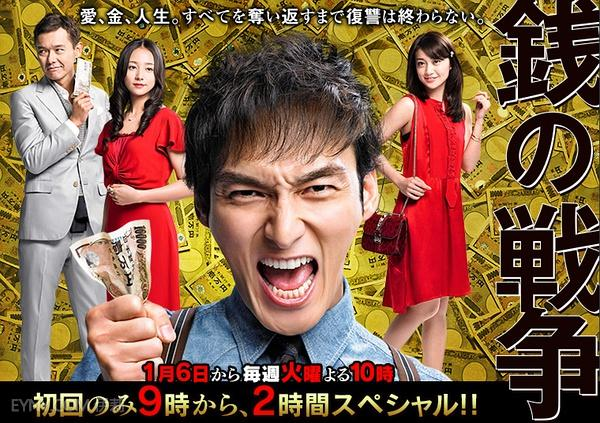 愛、金、人生。すべてを奪い返すまで復讐は終わらない。
銭の戦争
1月6日から毎週火曜よる10時
初回のみ9時から、2時間スペシャル!!